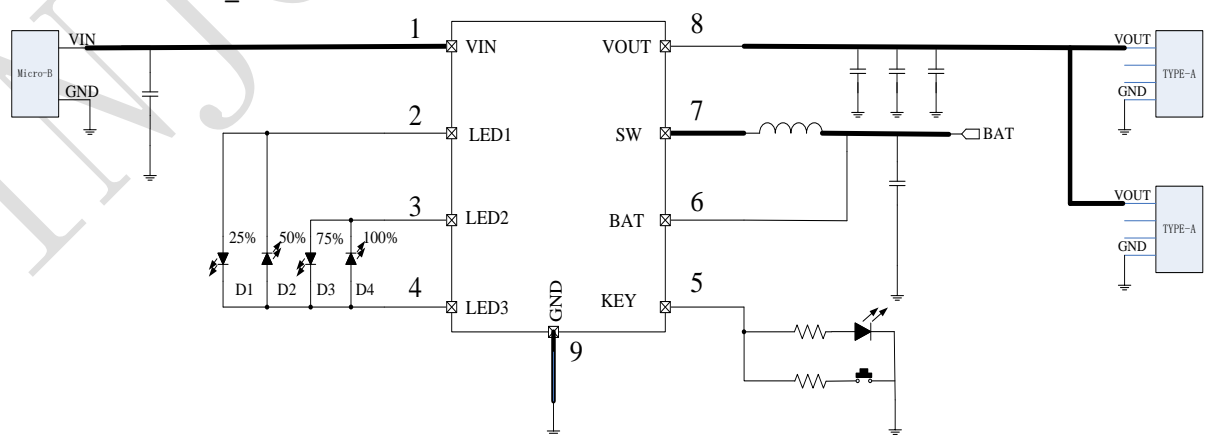 1
8
VIN
VIN
VOUT
VOUT
Micro-B
TYPE-A
GND
GND
2
7
LED1
SW
BAT
3
6
LED2
BAT
VOUT
25%
50%
75%
100%
TYPE-A
GND
D1
D2
D3
D4
4
5
LED3
KEY
GND
9